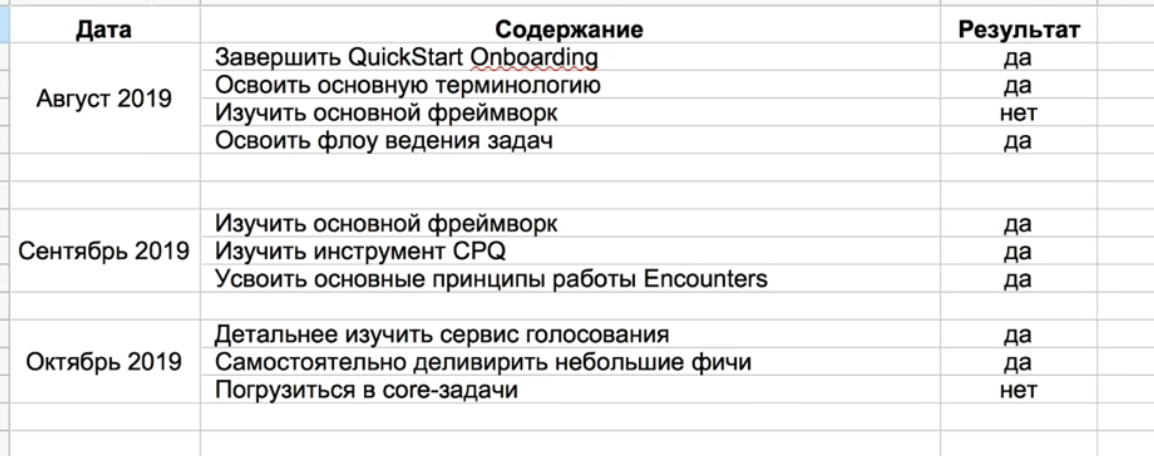 Дата Содержание Результат
Завершить QuickStart Onboarding да
Освоить основную терминологию да
Август 2019
Изучить основной фреймворк нет
Освоить флоу ведения задач да
Изучить основной фреймворк да
Сентябрь 2019 Изучить инструмент CPQ да
Усвоить основные принципы работы Encounters да
Детальнее изучить сервис голосования да
Октябрь 2019 Самостоятельно деливирить небольшие фичи да
Погрузиться в core-задачи нет